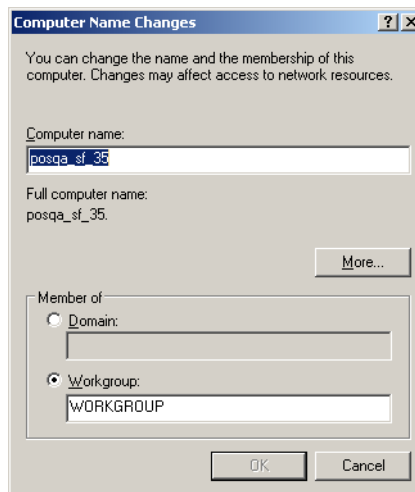 Computer Name Changes
You can change the name and the membership of this
computer. Changes may affect access to network resources.
Computer name:
posqa_sf_35
Full computer name:
posqa_sf_35.
More...
Member of
Domain:
Workgroup:
WORKGROUP
OK
Cancel